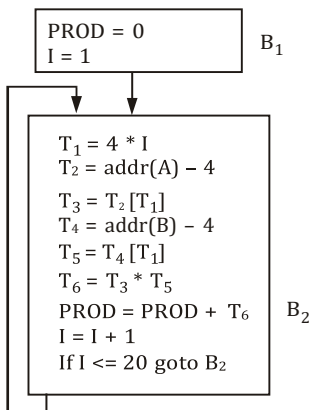 PROD = 0
I = 1
B₁
T₁ = 4 * I
T₂ = addr(A) – 4
T₃ = T₂ [T₁]
T₄ = addr(B) – 4
T₅ = T₄ [T₁]
T₆ = T₃ * T₅
PROD = PROD + T₆
I = I + 1
If I <= 20 goto B₂
B₂